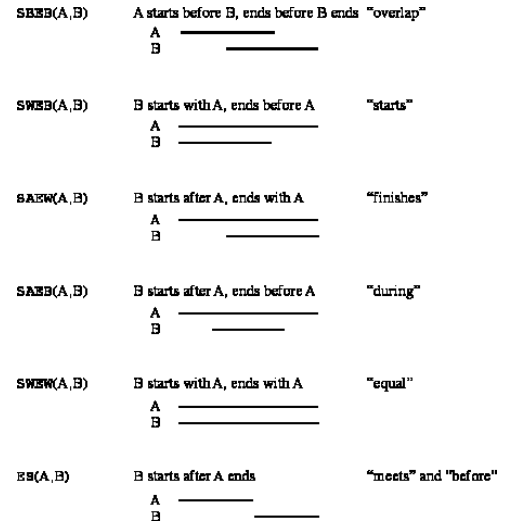 SBEB(A,B) A starts before B, ends before B ends "overlap"
A
B
SWEB(A,B) B starts with A, ends before A "starts"
A
B
SAEW(A,B) B starts after A, ends with A "finishes"
A
B
SAEB(A,B) B starts after A, ends before A "during"
A
B
SWEW(A,B) B starts with A, ends with A "equal"
A
B
ES(A,B) B starts after A ends "meets" and "before"
A
B